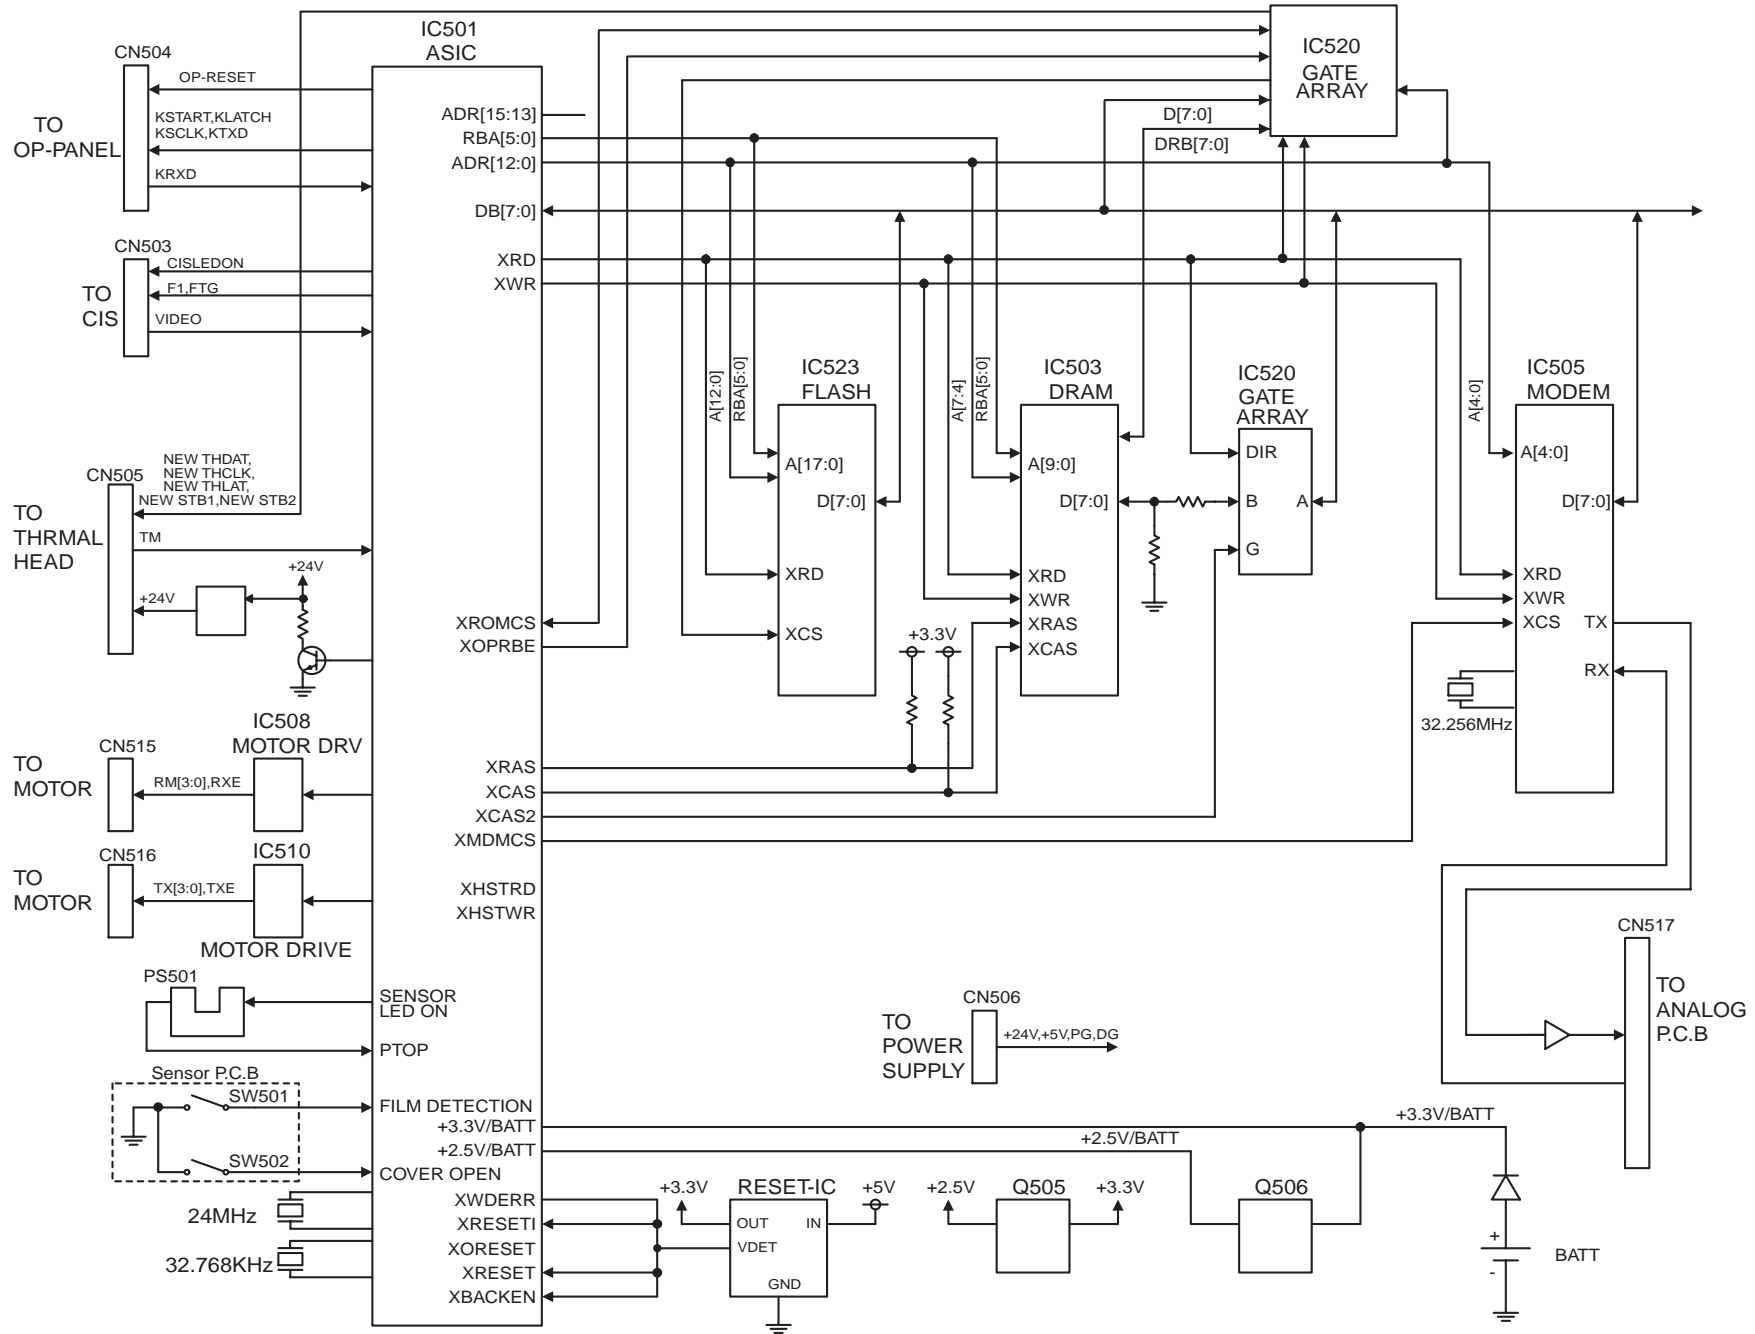 IC501
ASIC
CN504
OP-RESET
KSTART,KLATCH
KSCLK,KTXD
KRXD
TO
OP-PANEL
CN503
CISLEDON
F1,FTG
VIDEO
TO
CIS
CN505
NEW THDAT,
NEW THCLK,
NEW THLAT,
NEW STB1,NEW STB2
TM
+24V
+24V
TO
THRMAL
HEAD
IC508
MOTOR DRV
CN515
RM[3:0],RXE
TO
MOTOR
IC510
CN516
TX[3:0],TXE
TO
MOTOR
MOTOR DRIVE
PS501
SENSOR
LED ON
PTOP
Sensor P.C.B
SW501
SW502
FILM DETECTION
+3.3V/BATT
+2.5V/BATT
COVER OPEN
24MHz
32.768KHz
ADR[15:13]
RBA[5:0]
ADR[12:0]
DB[7:0]
XRD
XWR
XROMCS
XOPRBE
XRAS
XCAS
XCAS2
XMDMCS
XHSTRD
XHSTWR
XWDERR
XRESETI
XORESET
XRESET
XBACKEN
IC520
GATE
ARRAY
D[7:0]
DRB[7:0]
A[12:0]
RBA[5:0]
IC523
FLASH
A[17:0]
D[7:0]
XRD
XCS
A[7:4]
RBA[5:0]
IC503
DRAM
A[9:0]
D[7:0]
XRD
XWR
XRAS
XCAS
+3.3V
IC520
GATE
ARRAY
DIR
B
A
G
A[4:0]
IC505
MODEM
A[4:0]
D[7:0]
XRD
XWR
XCS
TX
RX
32.256MHz
CN517
TO
ANALOG
P.C.B
CN506
TO
POWER
SUPPLY
+24V,+5V,PG,DG
+3.3V/BATT
+2.5V/BATT
+3.3V
RESET-IC
+5V
OUT
IN
VDET
GND
+2.5V
Q505
+3.3V
Q506
+
-
BATT